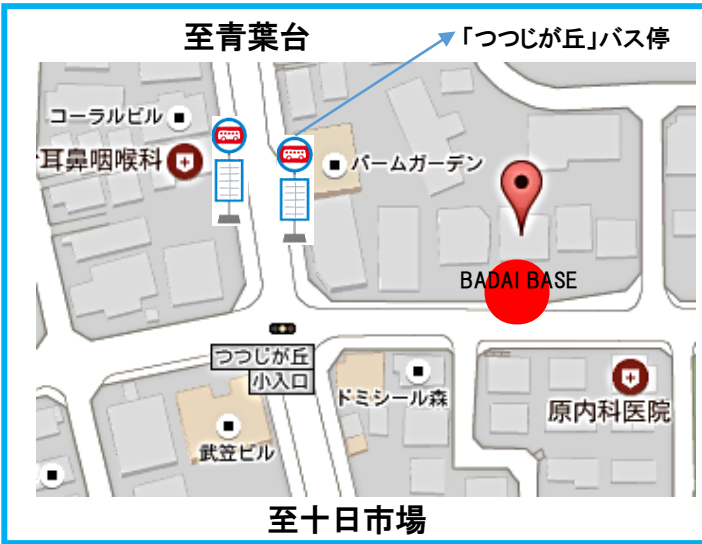 至青葉台
「つつじが丘」バス停
コーラルビル
耳鼻咽喉科
パームガーデン
BADAI BASE
つつじが丘
小入口
ドミシール森
原内科医院
武笠ビル
至十日市場